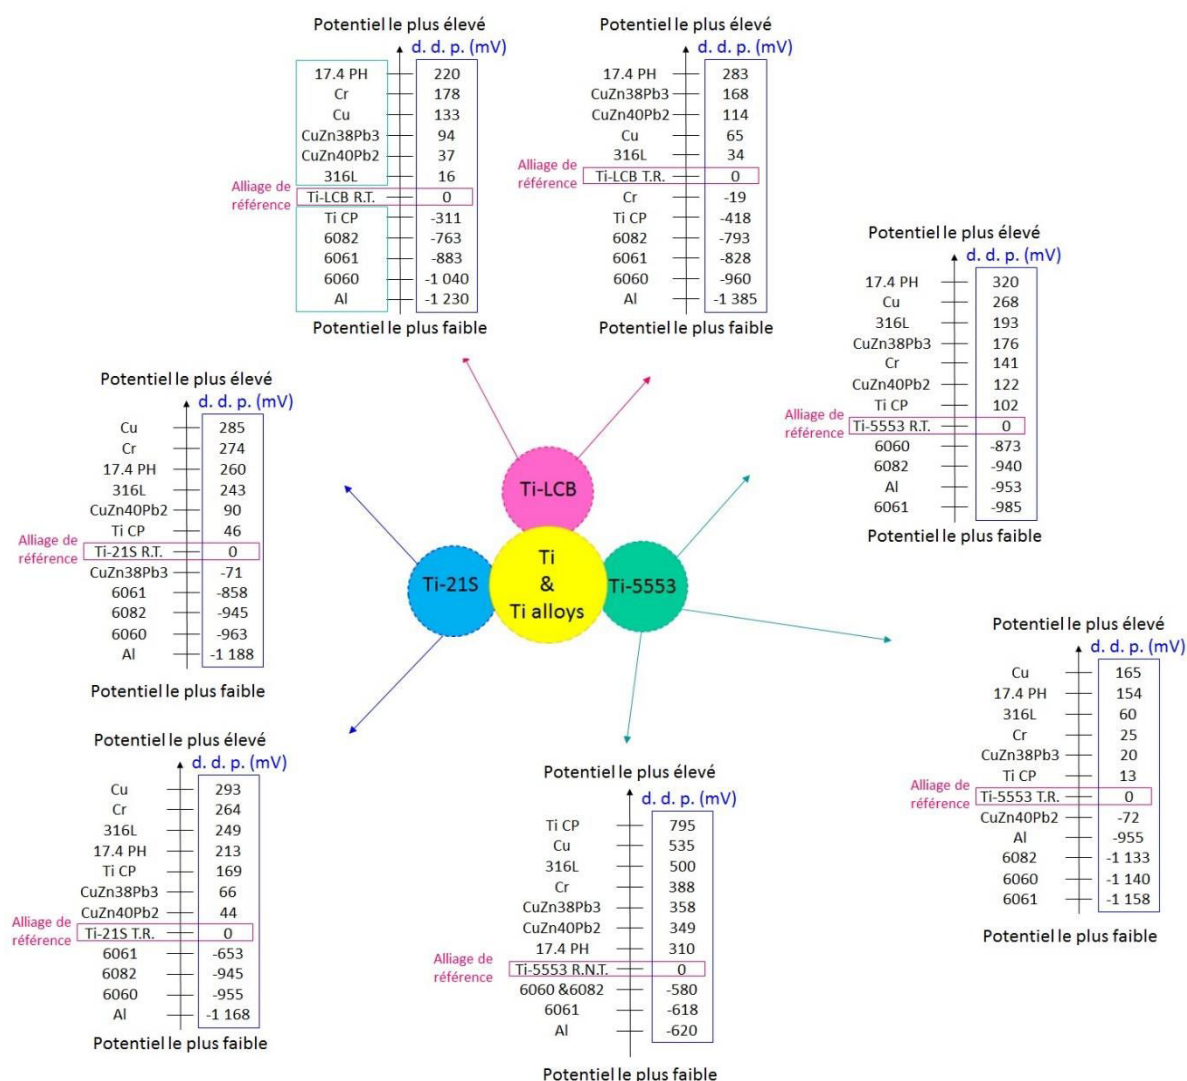 Potentiel le plus élevé
d. d. p. (mV)
17.4 PH 220
Cr 178
Cu 133
CuZn38Pb3 94
CuZn40Pb2 37
316L 16
Alliage de
référence
Ti-LCB R.T. 0
Ti CP -311
6082 -763
6061 -883
6060 -1 040
Al -1 230
Potentiel le plus faible
Potentiel le plus élevé
d. d. p. (mV)
17.4 PH 283
CuZn38Pb3 168
CuZn40Pb2 114
Cu 65
316L 34
Alliage de
référence
Ti-LCB T.R. 0
Cr -19
Ti CP -418
6082 -793
6061 -828
6060 -960
Al -1 385
Potentiel le plus faible
Potentiel le plus élevé
d. d. p. (mV)
17.4 PH 320
Cu 268
316L 193
CuZn38Pb3 176
Cr 141
CuZn40Pb2 122
Ti CP 102
Alliage de
référence
Ti-5553 R.T. 0
6060 -873
6082 -940
Al -953
6061 -985
Potentiel le plus faible
Potentiel le plus élevé
d. d. p. (mV)
Cu 285
Cr 274
17.4 PH 260
316L 243
CuZn40Pb2 90
Ti CP 46
Alliage de
référence
Ti-21S R.T. 0
CuZn38Pb3 -71
6061 -858
6082 -945
6060 -963
Al -1 188
Potentiel le plus faible
Ti-LCB
Ti-21S
Ti
&
Ti alloys
Ti-5553
Potentiel le plus élevé
d. d. p. (mV)
Cu 165
17.4 PH 154
316L 60
Cr 25
CuZn38Pb3 20
Ti CP 13
Alliage de
référence
Ti-5553 T.R. 0
CuZn40Pb2 -72
Al -955
6082 -1 133
6060 -1 140
6061 -1 158
Potentiel le plus faible
Potentiel le plus élevé
d. d. p. (mV)
Cu 293
Cr 264
316L 249
17.4 PH 213
Ti CP 169
CuZn38Pb3 66
CuZn40Pb2 44
Alliage de
référence
Ti-21S T.R. 0
6061 -653
6082 -945
6060 -955
Al -1 168
Potentiel le plus faible
Potentiel le plus élevé
d. d. p. (mV)
Ti CP 795
Cu 535
316L 500
Cr 388
CuZn38Pb3 358
CuZn40Pb2 349
17.4 PH 310
Alliage de
référence
Ti-5553 R.N.T. 0
6060 &6082 -580
6061 -618
Al -620
Potentiel le plus faible